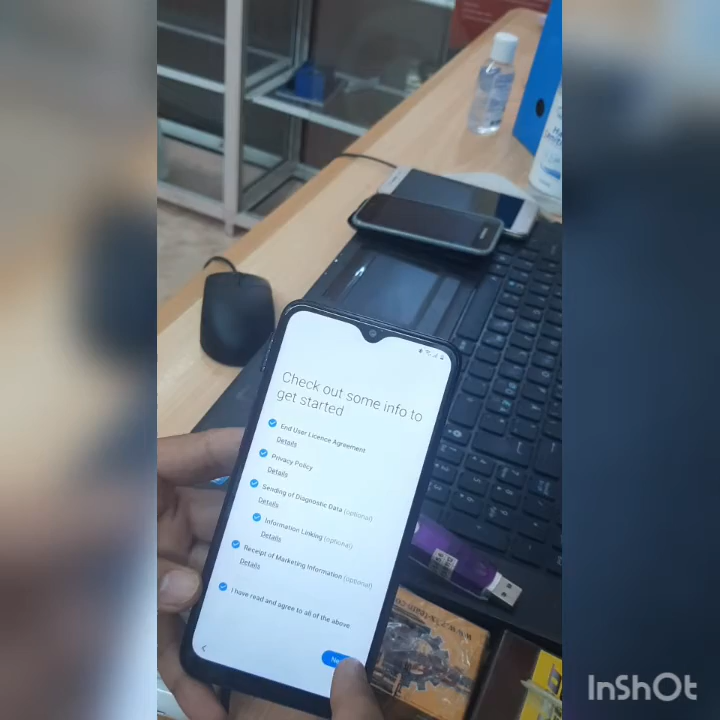 Check out some info to
get started
End User Licence Agreement
Details
Privacy Policy
Details
Sending of Diagnostic Data (optional)
Details
Information Linking (optional)
Details
Receipt of Marketing Information (optional)
Details
I have read and agree to all of the above
InShOt